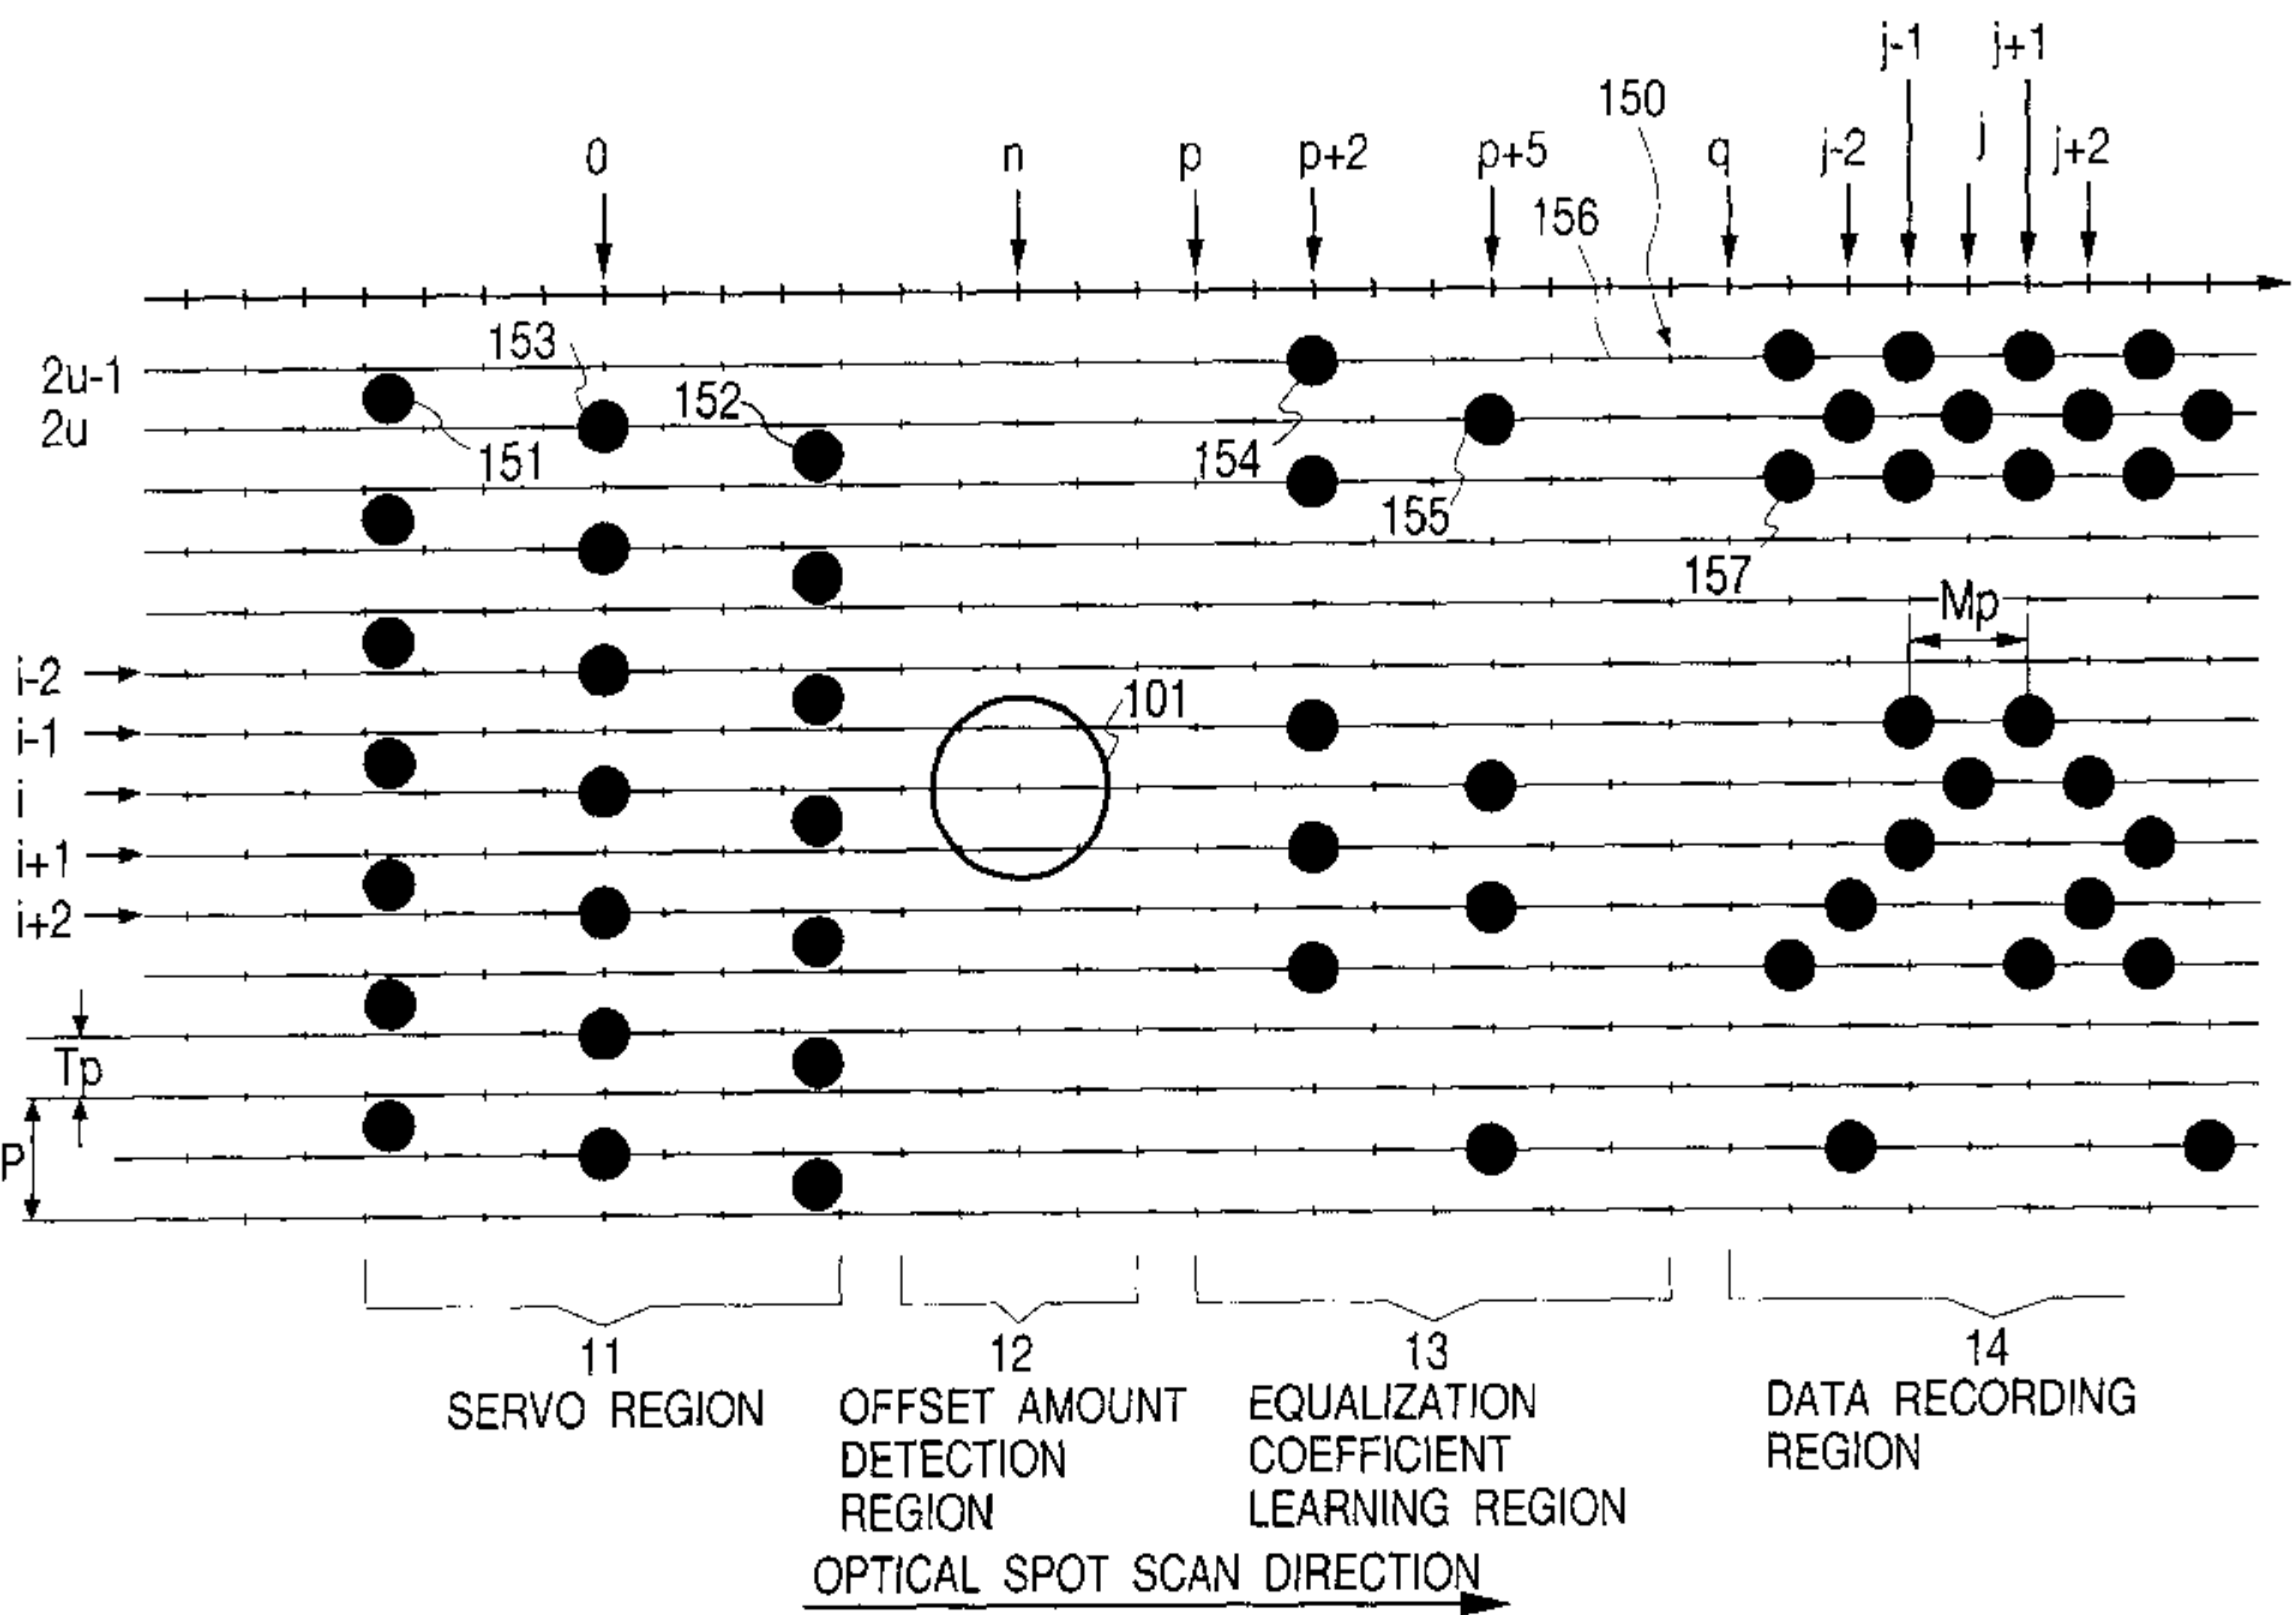 j-1 j+1
150
0 n p p+2 p+5 q j-2 j j+2
156
153
2u-1
152
2u
151 154
155
157
Mp
i-2
101
i-1
i
i+1
i+2
Tp
P
11 12 13 14
SERVO REGION
OFFSET AMOUNT
DETECTION
REGION
EQUALIZATION
COEFFICIENT
LEARNING REGION
DATA RECORDING
REGION
OPTICAL SPOT SCAN DIRECTION